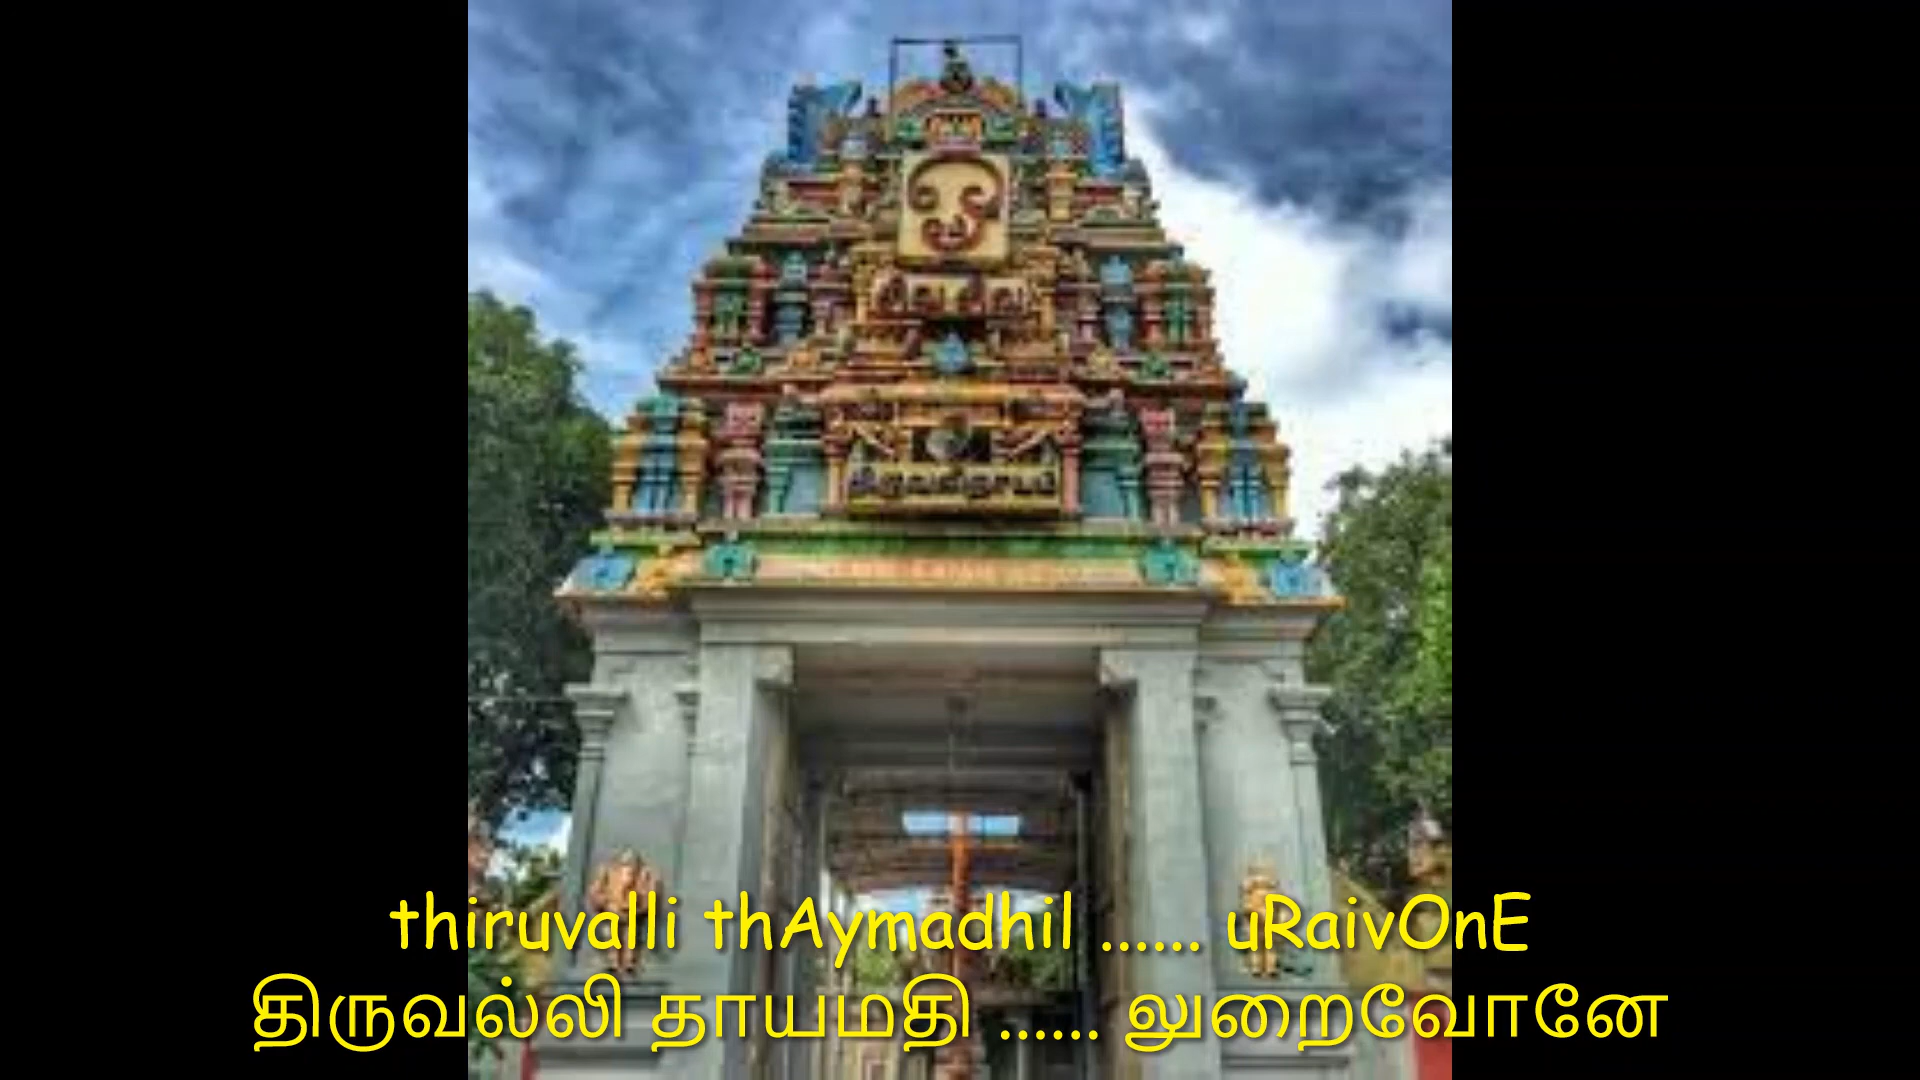 ஓ
சிவ சிவ
thiruvalli thAymadhil ...... uRaivOnE
திருவல்லி தாயமதி ...... லுறைவோனே